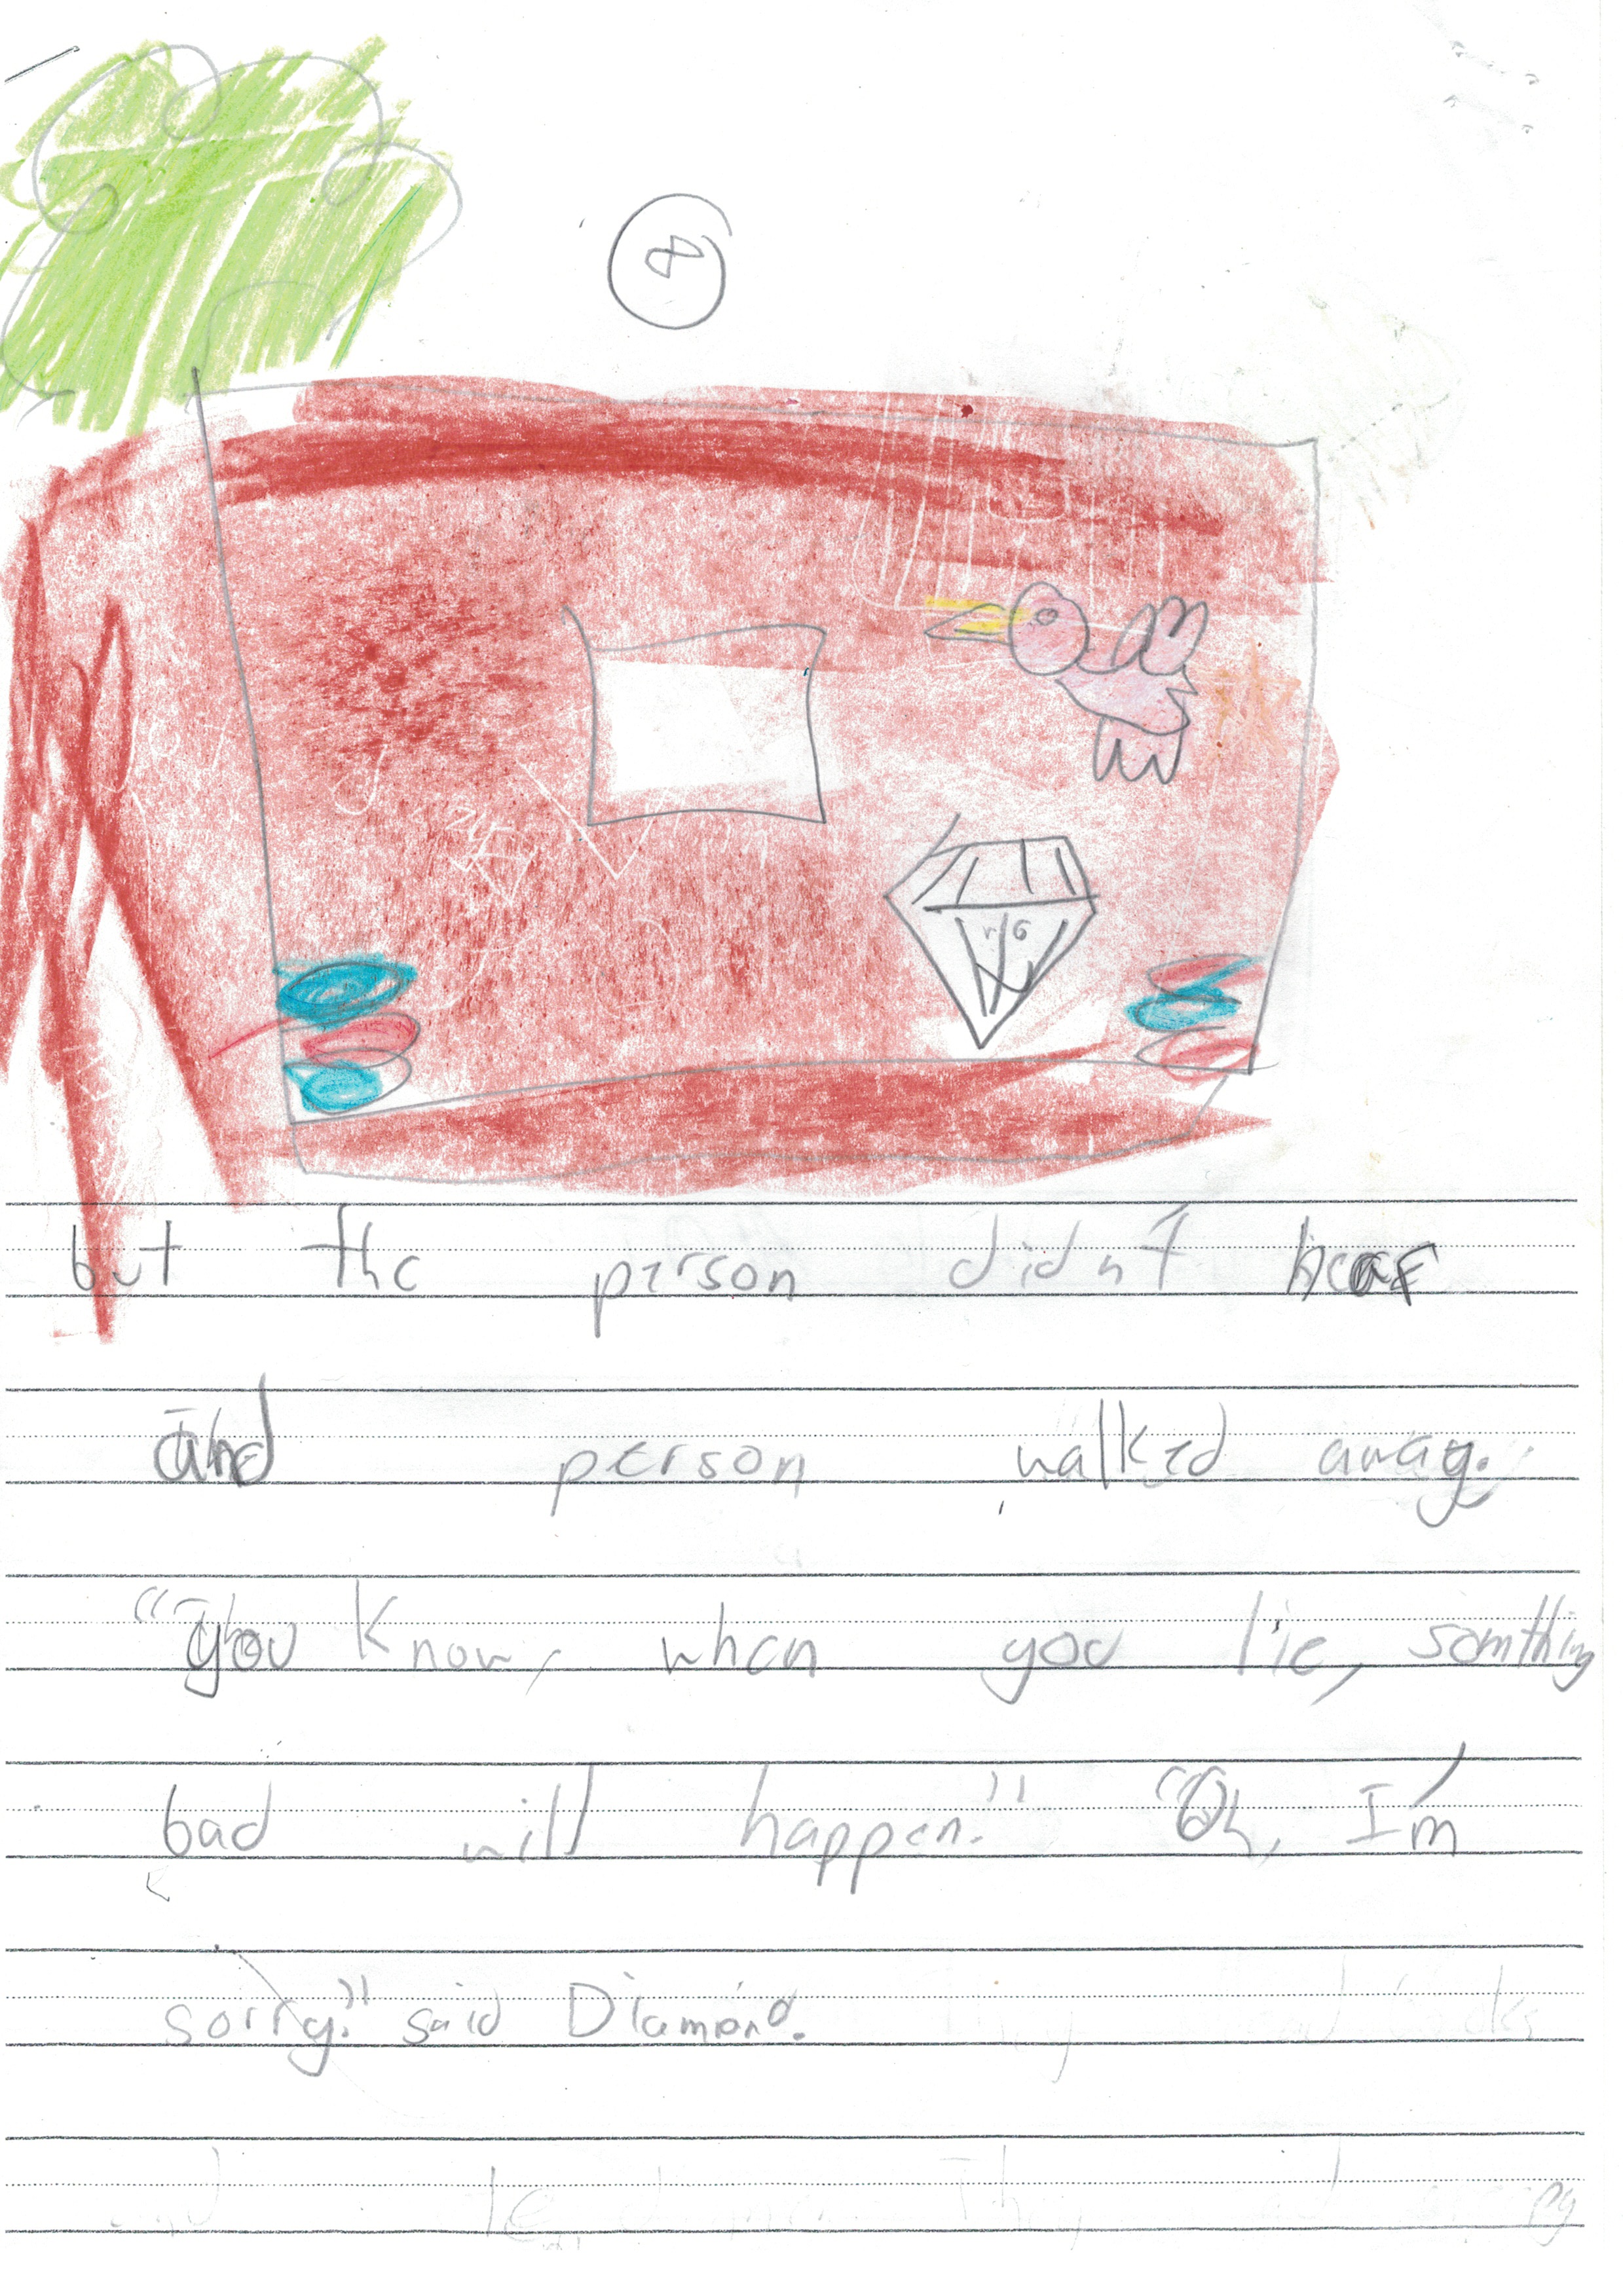 but the person didn't hear
and person walked away.
"you know, when you lie, somthing
bad will happen." "Oh, I'm
sorry." said Diamond.